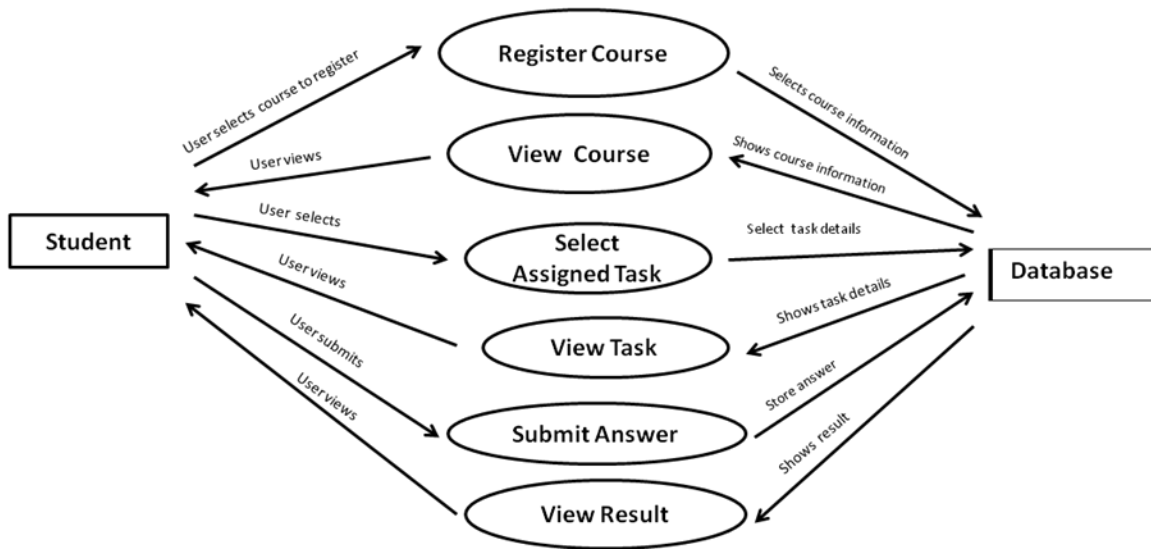 Register Course
User selects course to register
Selects course information
View Course
User views
Shows course information
Student
User selects
Select
Assigned Task
Select task details
Database
User views
View Task
Shows task details
User submits
Submit Answer
Store answer
User views
View Result
Shows result